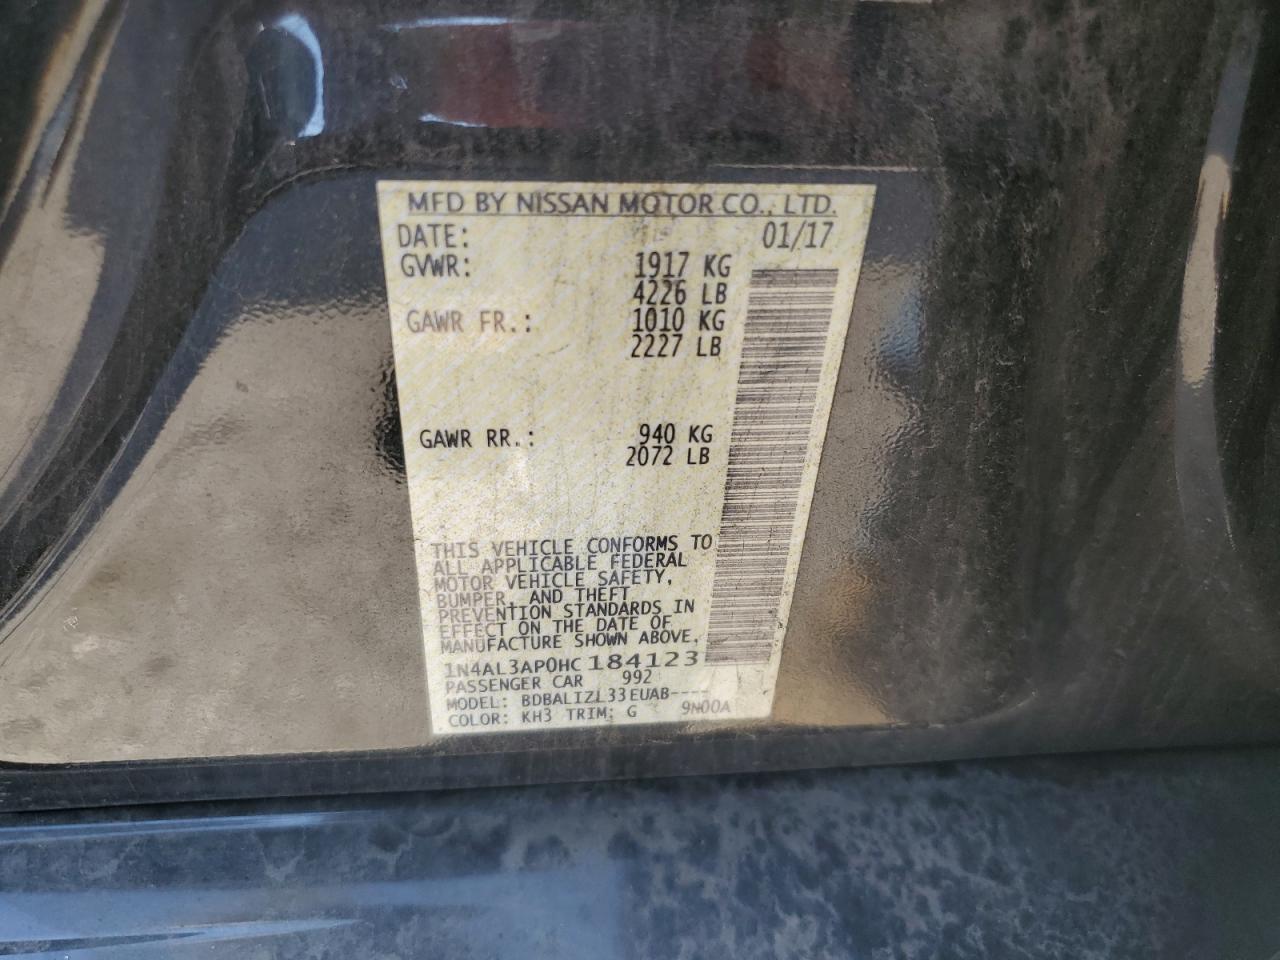 MFD BY NISSAN MOTOR CO., LTD.
DATE: 01/17
GVWR: 1917 KG
4226 LB
GAWR FR.: 1010 KG
2227 LB
GAWR RR.: 940 KG
2072 LB
THIS VEHICLE CONFORMS TO
ALL APPLICABLE FEDERAL
MOTOR VEHICLE SAFETY,
BUMPER, AND THEFT
PREVENTION STANDARDS IN
EFFECT ON THE DATE OF
MANUFACTURE SHOWN ABOVE.
1N4AL3AP0HC184123
PASSENGER CAR 992
MODEL: BDBALIZL33EUAB----
COLOR: KH3 TRIM: G 9N00A